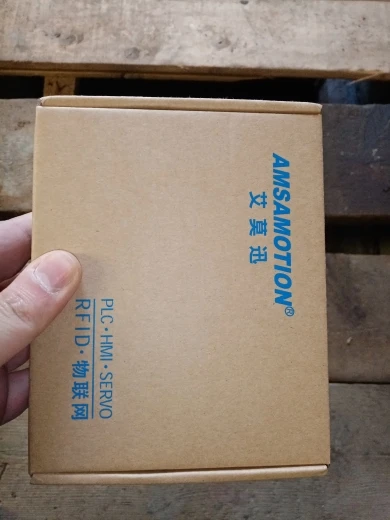 AMSAMOTION®
艾莫迅
PLC·HMI·SERVO
RFID·物联网